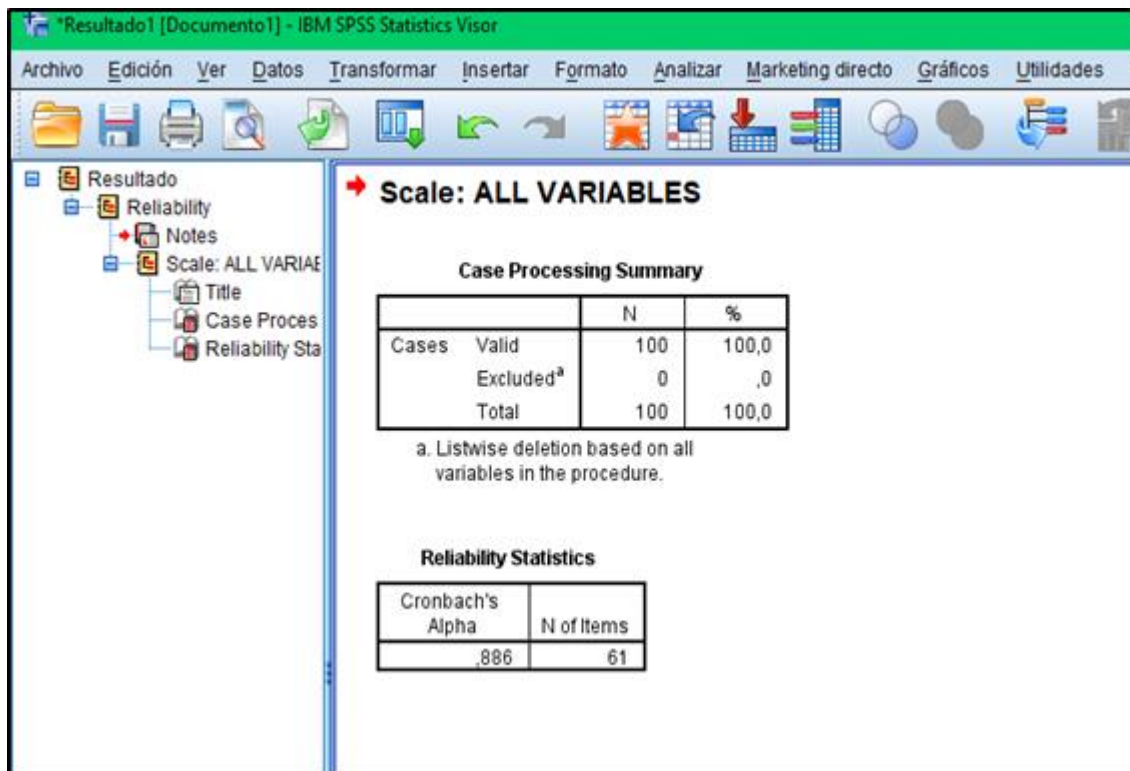 *Resultado1 [Documento1] - IBM SPSS Statistics Visor
Archivo Edición Ver Datos Transformar Insertar Formato Analizar Marketing directo Gráficos Utilidades
Resultado
Reliability
Notes
Scale: ALL VARIAE
Title
Case Proces
Reliability Sta
Scale: ALL VARIABLES
Case Processing Summary
N %
Cases Valid 100 100,0
Excludedª 0 ,0
Total 100 100,0
a. Listwise deletion based on all
variables in the procedure.
Reliability Statistics
Cronbach's
Alpha N of Items
,886 61